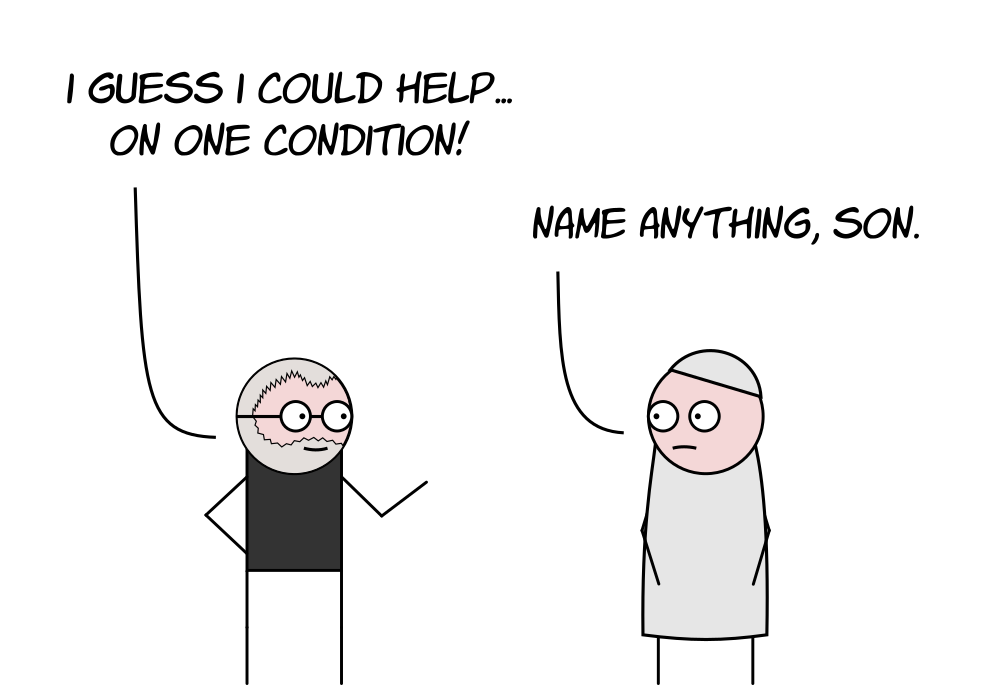 I GUESS I COULD HELP...
ON ONE CONDITION!
NAME ANYTHING, SON.